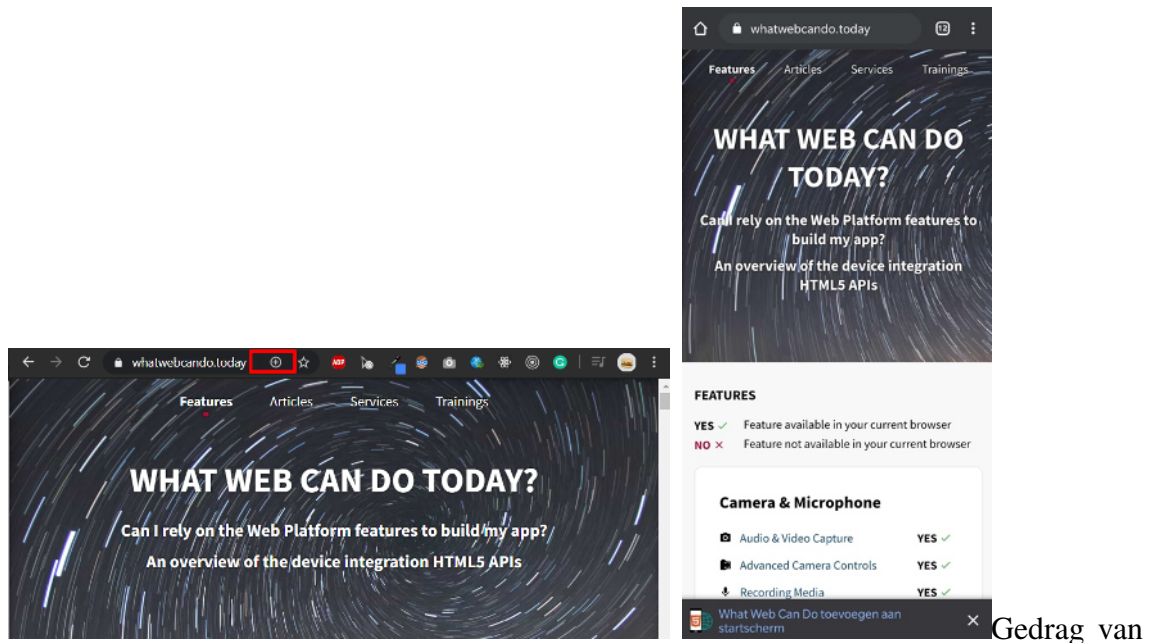 whatwebcando.today
Features Articles Services Trainings
WHAT WEB CAN DO TODAY?
Can I rely on the Web Platform features to build my app?
An overview of the device integration HTML5 APIs
whatwebcando.today 12
Features Articles Services Trainings
WHAT WEB CAN DO
TODAY?
Can I rely on the Web Platform features to
build my app?
An overview of the device integration
HTML5 APIs
FEATURES
YES ✓ Feature available in your current browser
NO × Feature not available in your current browser
Camera & Microphone
Audio & Video Capture YES ✓
Advanced Camera Controls YES ✓
Recording Media YES ✓
What Web Can Do toevoegen aan
startscherm
Gedrag van